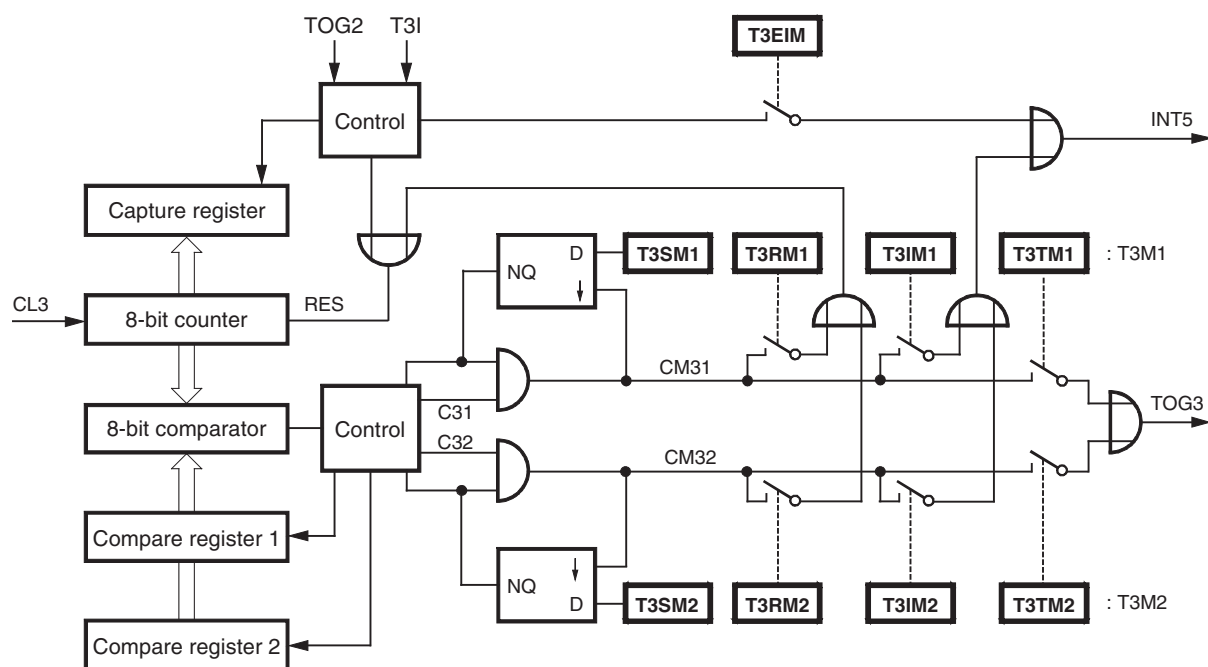 TOG2 T3I
T3EIM
Control
INT5
Capture register
D
NQ
T3SM1
T3RM1
T3IM1
T3TM1
: T3M1
CL3
8-bit counter
RES
CM31
C31
8-bit comparator
Control
TOG3
C32
CM32
Compare register 1
NQ
D
T3SM2
T3RM2
T3IM2
T3TM2
: T3M2
Compare register 2